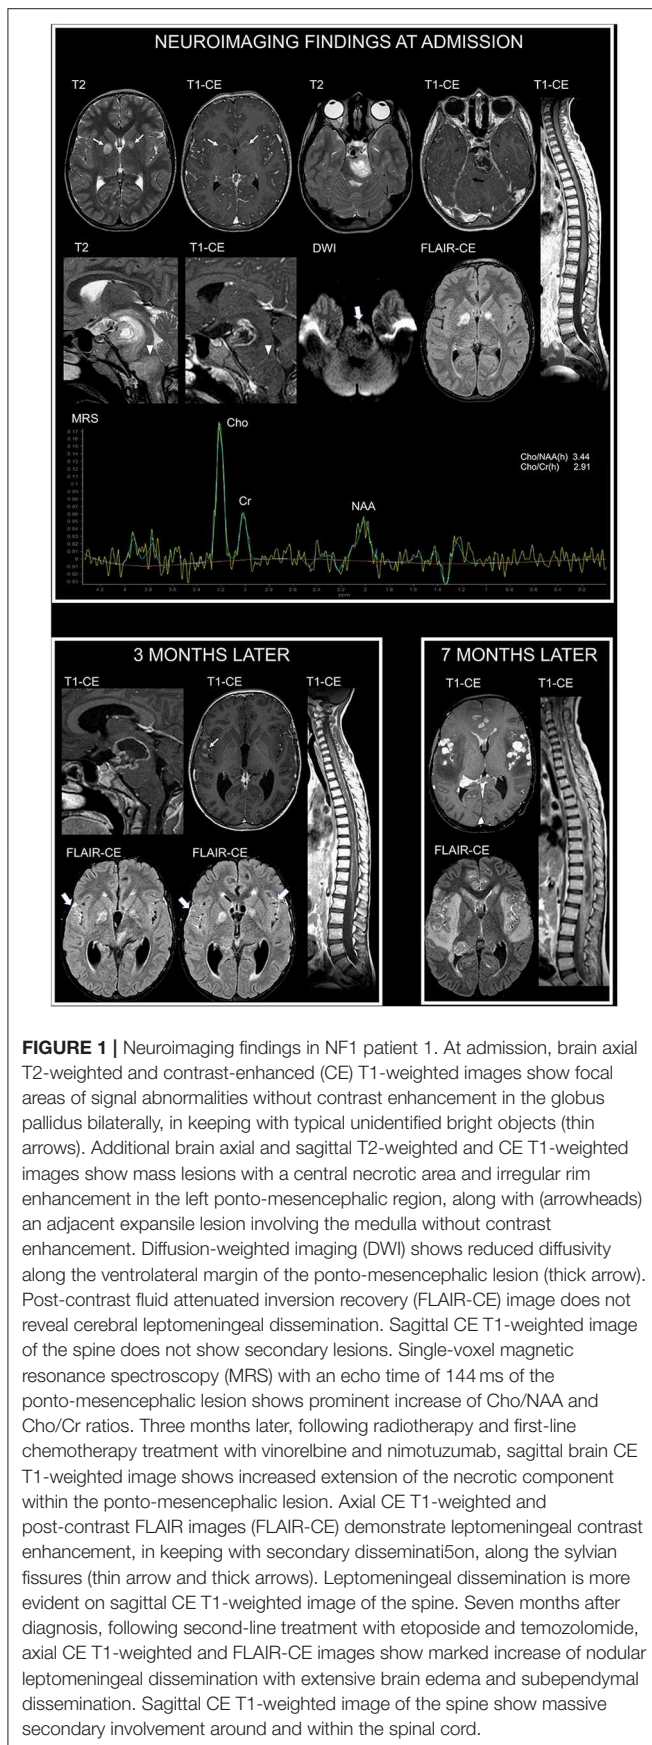 NEUROIMAGING FINDINGS AT ADMISSION
T2 T1-CE T2 T1-CE T1-CE
T2 T1-CE DWI FLAIR-CE
MRS
Cho
Cr
NAA
Cho/NAA(h) 3.44
Cho/Cr(h) 2.91
3 MONTHS LATER
T1-CE T1-CE T1-CE
FLAIR-CE FLAIR-CE
7 MONTHS LATER
T1-CE T1-CE
FLAIR-CE
FIGURE 1 | Neuroimaging findings in NF1 patient 1. At admission, brain axial
T2-weighted and contrast-enhanced (CE) T1-weighted images show focal
areas of signal abnormalities without contrast enhancement in the globus
pallidus bilaterally, in keeping with typical unidentified bright objects (thin
arrows). Additional brain axial and sagittal T2-weighted and CE T1-weighted
images show mass lesions with a central necrotic area and irregular rim
enhancement in the left ponto-mesencephalic region, along with (arrowheads)
an adjacent expansile lesion involving the medulla without contrast
enhancement. Diffusion-weighted imaging (DWI) shows reduced diffusivity
along the ventrolateral margin of the ponto-mesencephalic lesion (thick arrow).
Post-contrast fluid attenuated inversion recovery (FLAIR-CE) image does not
reveal cerebral leptomeningeal dissemination. Sagittal CE T1-weighted image
of the spine does not show secondary lesions. Single-voxel magnetic
resonance spectroscopy (MRS) with an echo time of 144 ms of the
ponto-mesencephalic lesion shows prominent increase of Cho/NAA and
Cho/Cr ratios. Three months later, following radiotherapy and first-line
chemotherapy treatment with vinorelbine and nimotuzumab, sagittal brain CE
T1-weighted image shows increased extension of the necrotic component
within the ponto-mesencephalic lesion. Axial CE T1-weighted and
post-contrast FLAIR images (FLAIR-CE) demonstrate leptomeningeal contrast
enhancement, in keeping with secondary disseminati5on, along the sylvian
fissures (thin arrow and thick arrows). Leptomeningeal dissemination is more
evident on sagittal CE T1-weighted image of the spine. Seven months after
diagnosis, following second-line treatment with etoposide and temozolomide,
axial CE T1-weighted and FLAIR-CE images show marked increase of nodular
leptomeningeal dissemination with extensive brain edema and subependymal
dissemination. Sagittal CE T1-weighted image of the spine show massive
secondary involvement around and within the spinal cord.